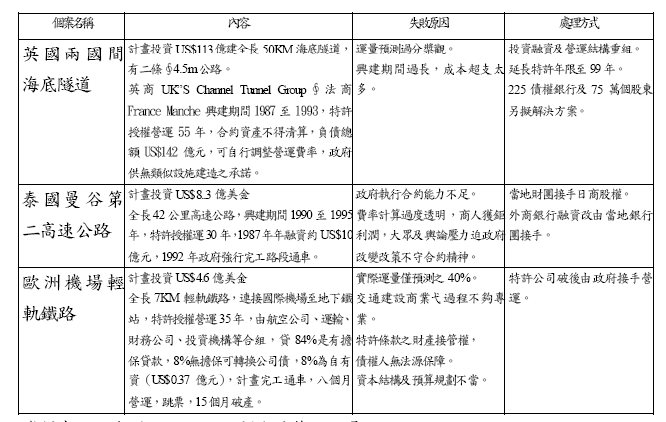 個案名稱 內容 失敗原因 處理方式
英國兩國間海底隧道
計畫投資 US$113 億建全長 50KM 海底隧道，
有二條 §4.5m 公路。
英商 UK'S Channel Tunnel Group § 法商
France Manche 興建期間 1987 至 1993，特許
授權營運 55 年，合約資產不得清算，負債總
額 US$142 億元，可自行調整營運費率，政府
供無類似設施建造之承諾。
運量預測過分樂觀。
興建期間過長，成本超支太
多。
投資融資及營運結構重組。
延長特許年限至 99 年。
225 債權銀行及 75 萬個股東
另擬解決方案。
泰國曼谷第
二高速公路
計畫投資 US$8.3 億美金
全長 42 公里高速公路，興建期間 1990 至 1995
年，特許授權運 30 年，1987 年年融資約 US$10
億元，1992 年政府強行完工路段通車。
政府執行合約能力不足。
費率計算過度透明，商人獲鉅
利潤，大眾及輿論壓力迫政府
改變政策不守合約精神。
當地財團接手日商股權。
外商銀行融資改由當地銀行
團接手。
歐洲機場輕
軌鐵路
計畫投資 US$4.6 億美金
全長 7KM 輕軌鐵路，連接國際機場至地下鐵
站，特許授權營運 35 年，由航空公司、運輸、
財務公司、投資機構等合組，貸 84%是有擔
保貸款，8%無擔保可轉換公司債，8%為自有
資（US$0.37 億元），計畫完工通車，八個月
營運，跳票，15 個月破產。
實際運量僅預測之 40%。
交通建設商業弋過程不夠專
業。
特許條款之財產接管權，
債權人無法源保障。
資本結構及預算規劃不當。
特許公司破後由政府接手營
運。